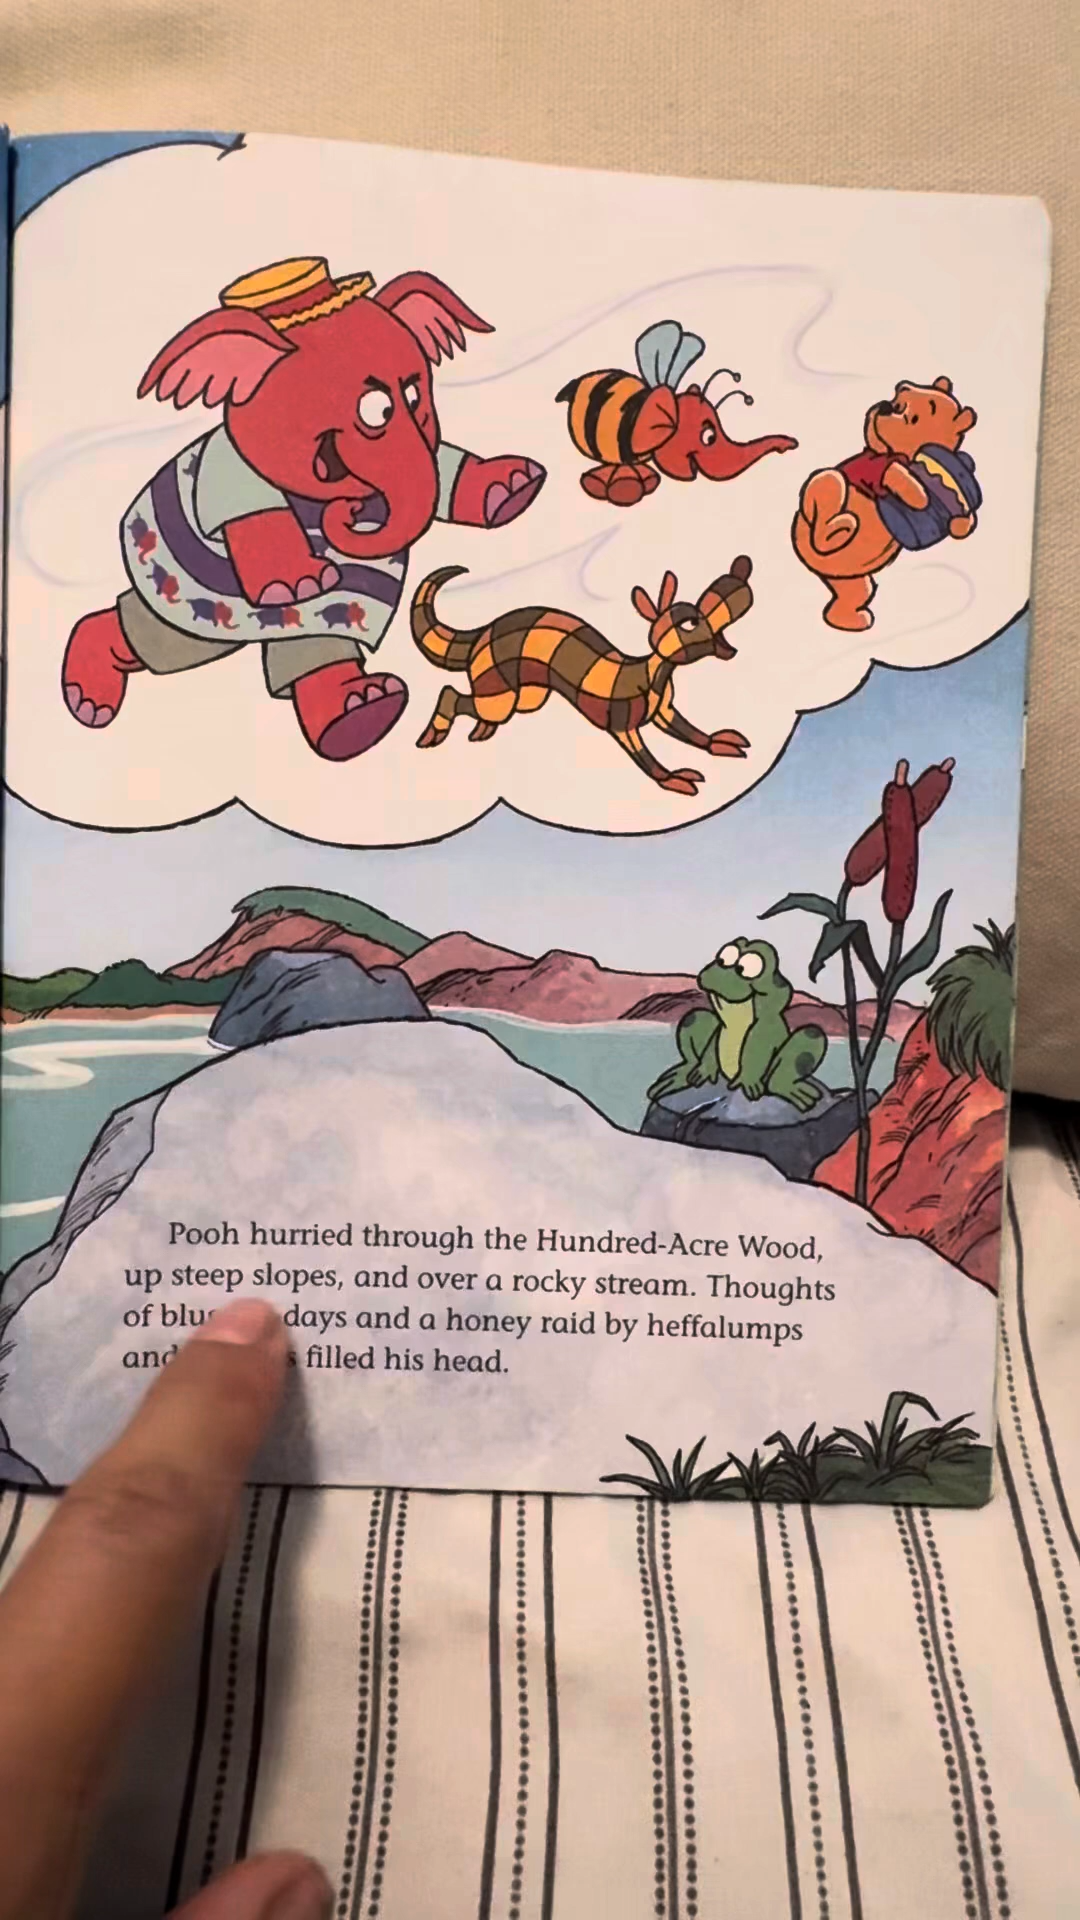 Pooh hurried through the Hundred-Acre Wood,
up steep slopes, and over a rocky stream. Thoughts
of days and a honey raid by heffalumps
and filled his head.